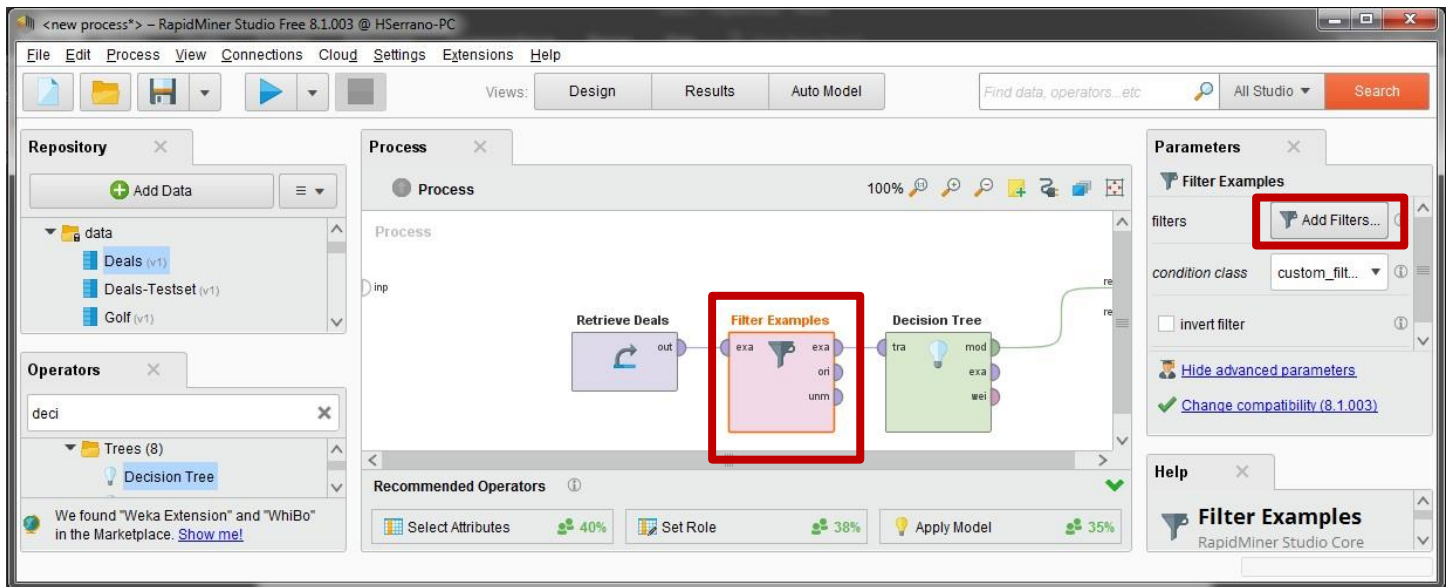 <new process*> – RapidMiner Studio Free 8.1.003 @ HSerrano-PC
File Edit Process View Connections Cloud Settings Extensions Help
Views: Design Results Auto Model Find data, operators...etc All Studio Search
Repository
Add Data
data
Deals (v1)
Deals-Testset (v1)
Golf (v1)
Operators
deci
Trees (8)
Decision Tree
We found "Weka Extension" and "WhiBo"
in the Marketplace. Show me!
Process
Process
100%
Process
inp
re
re
Retrieve Deals
out
Filter Examples
exa exa
ori
unm
Decision Tree
tra mod
exa
wei
Recommended Operators
Select Attributes 40% Set Role 38% Apply Model 35%
Parameters
Filter Examples
filters Add Filters...
condition class custom_filt...
invert filter
Hide advanced parameters
Change compatibility (8.1.003)
Help
Filter Examples
RapidMiner Studio Core